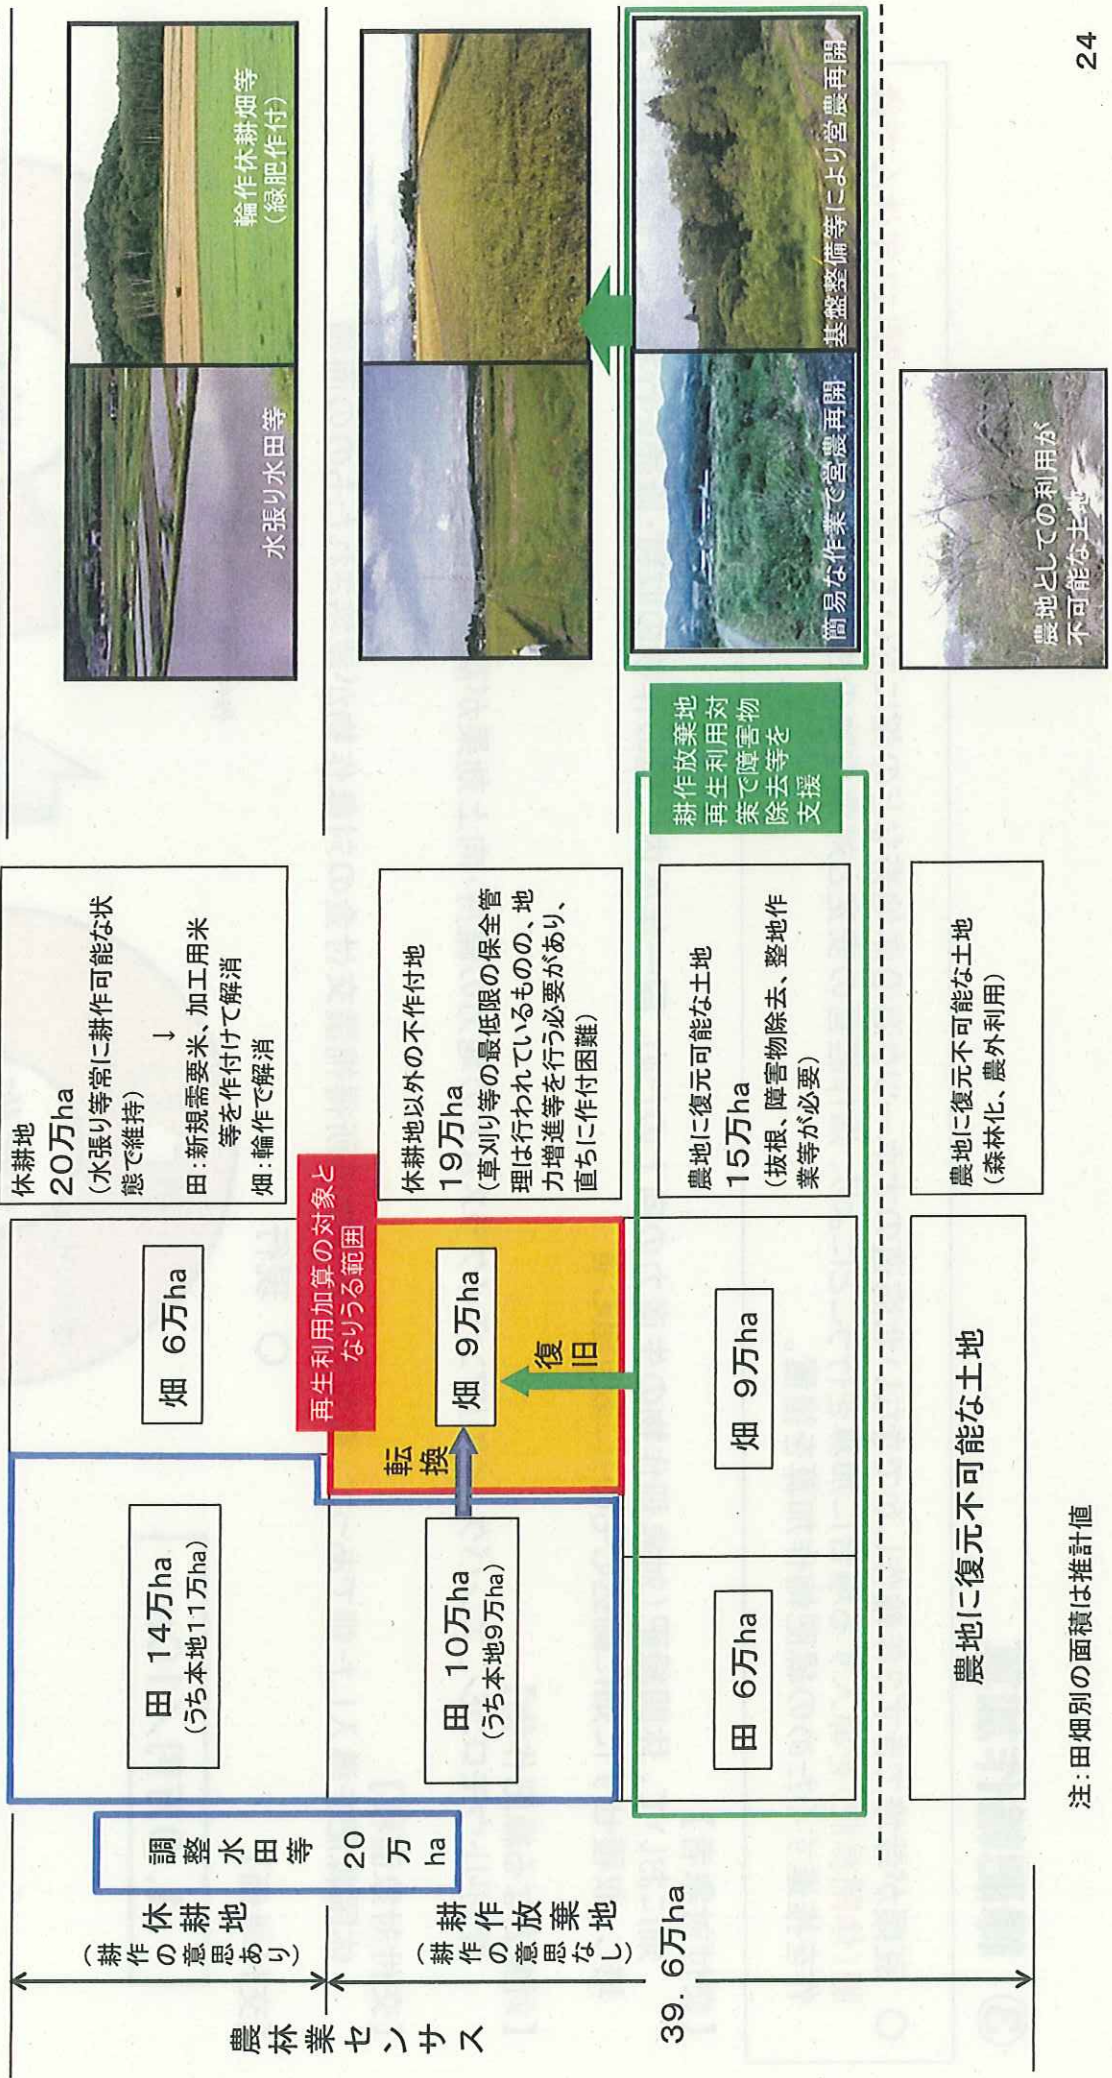 農林業センサス
休耕地
（耕作の意思あり）
耕作放棄地
（耕作の意思なし）
39．6万ha
調整水田等　20万ha
田　14万ha
（うち本地11万ha）
畑　6万ha
再生利用加算の対象と
なりうる範囲
田　10万ha
（うち本地9万ha）
転換
畑　9万ha
復旧
田　6万ha
畑　9万ha
農地に復元不可能な土地
休耕地
20万ha
（水張り等常に耕作可能な状
態で維持）
↓
田：新規需要米、加工用米
等を作付けて解消
畑：輪作で解消
休耕地以外の不作付地
19万ha
（草刈り等の最低限の保全管
理は行われているものの、地
力増進等を行う必要があり、
直ちに作付困難）
農地に復元可能な土地
15万ha
（抜根、障害物除去、整地作
業等が必要）
農地に復元不可能な土地
（森林化、農外利用）
耕作放棄地
再生利用対
策で障害物
除去等を
支援
水張り水田等
輪作休耕畑等
（緑肥作付）
簡易な作業で営農再開
基盤整備等により営農再開
農地としての利用が
不可能な土地
注：田畑別の面積は推計値
24